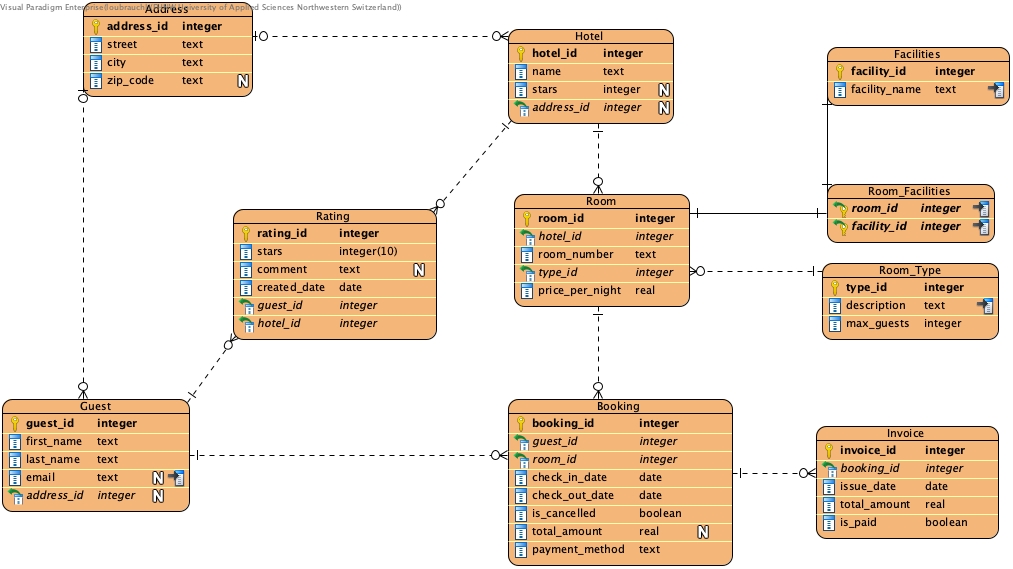 Visual Paradigm Enterprise(loubrauchi(University of Applied Sciences Northwestern Switzerland))
Address
address_id integer
street text
city text
zip_code text N
Hotel
hotel_id integer
name text
stars integer N
address_id integer N
Facilities
facility_id integer
facility_name text
Room_Facilities
room_id integer
facility_id integer
Room
room_id integer
hotel_id integer
room_number text
type_id integer
price_per_night real
Rating
rating_id integer
stars integer(10)
comment text N
created_date date
guest_id integer
hotel_id integer
Room_Type
type_id integer
description text
max_guests integer
Guest
guest_id integer
first_name text
last_name text
email text N
address_id integer N
Booking
booking_id integer
guest_id integer
room_id integer
check_in_date date
check_out_date date
is_cancelled boolean
total_amount real N
payment_method text
Invoice
invoice_id integer
booking_id integer
issue_date date
total_amount real
is_paid boolean